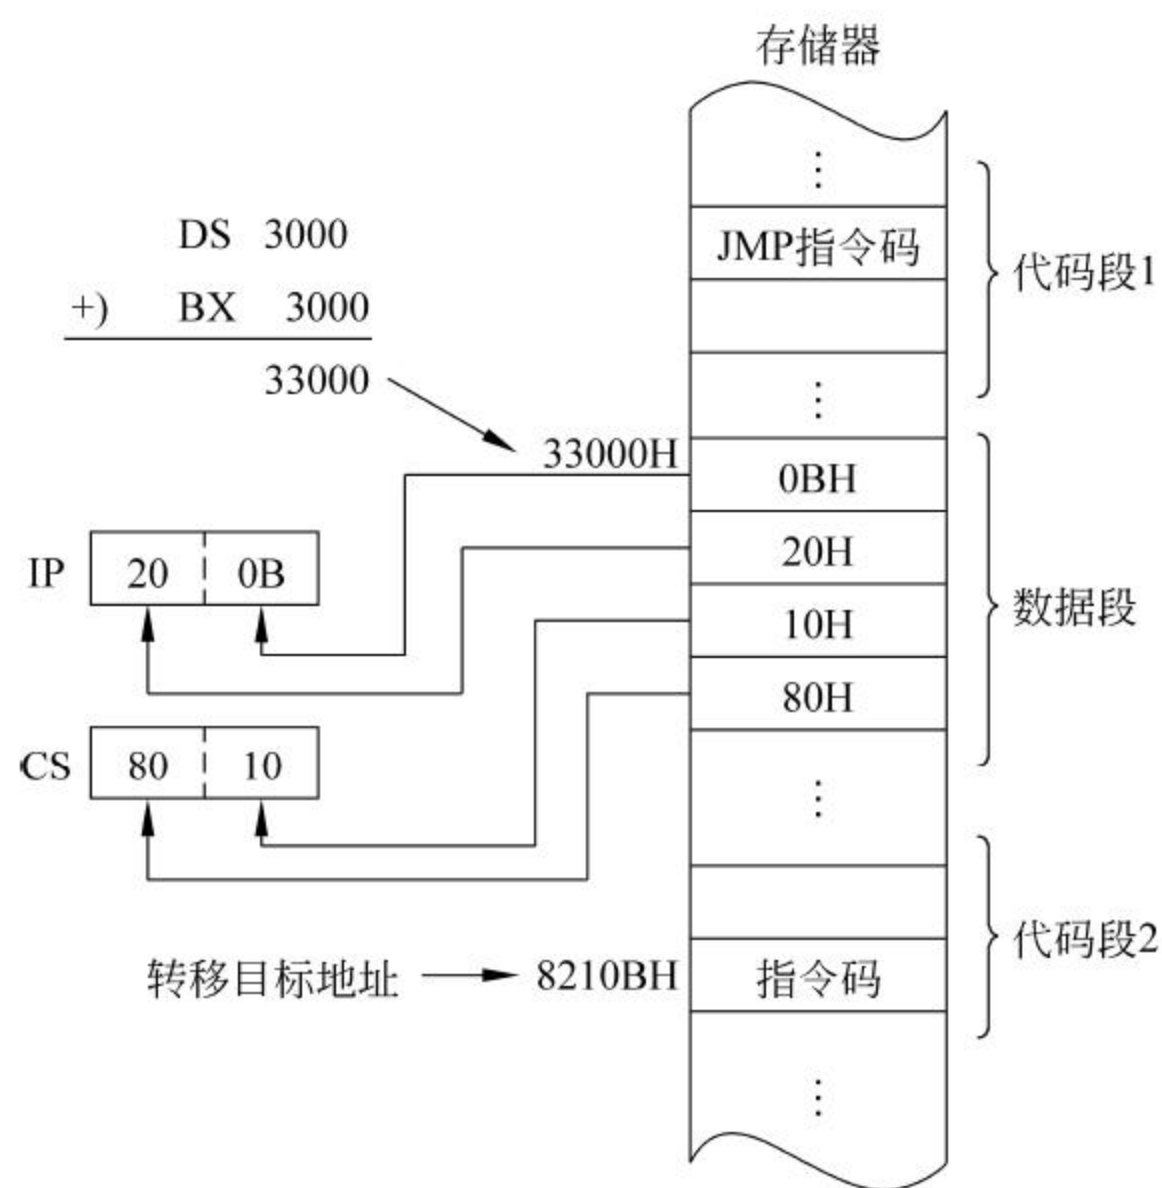 存储器
⋮
DS 3000
JMP指令码
代码段1
+) BX 3000
33000
⋮
33000H
0BH
IP 20 0B
20H
数据段
10H
80H
CS 80 10
⋮
代码段2
转移目标地址
8210BH
指令码
⋮